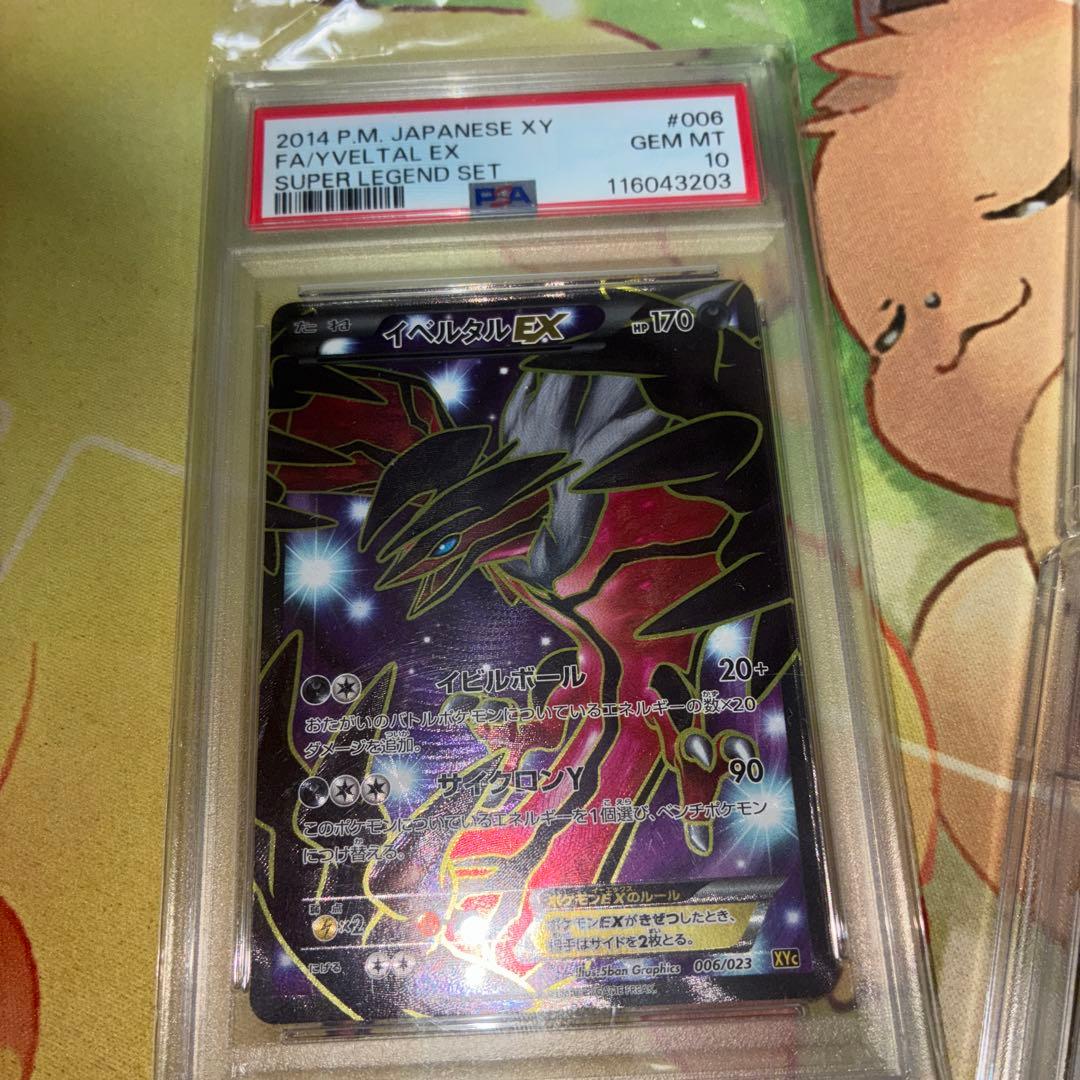 2014 P.M. JAPANESE XY #006
FA/YVELTAL EX GEM MT
SUPER LEGEND SET 10
PSA 116043203
たね イベルタルEX HP170
イビルボール 20+
おたがいのバトルポケモンについているエネルギーの数×20
ダメージを追加。
サイクロンY 90
このポケモンについているエネルギーを1個選び、ベンチポケモン
につけ替える。
弱点
×2
ポケモンEXのルール
ポケモンEXがきぜつしたとき、
相手はサイドを2枚とる。
にげる
illus. 5ban Graphics 006/023 XYc
GAME FREAK.